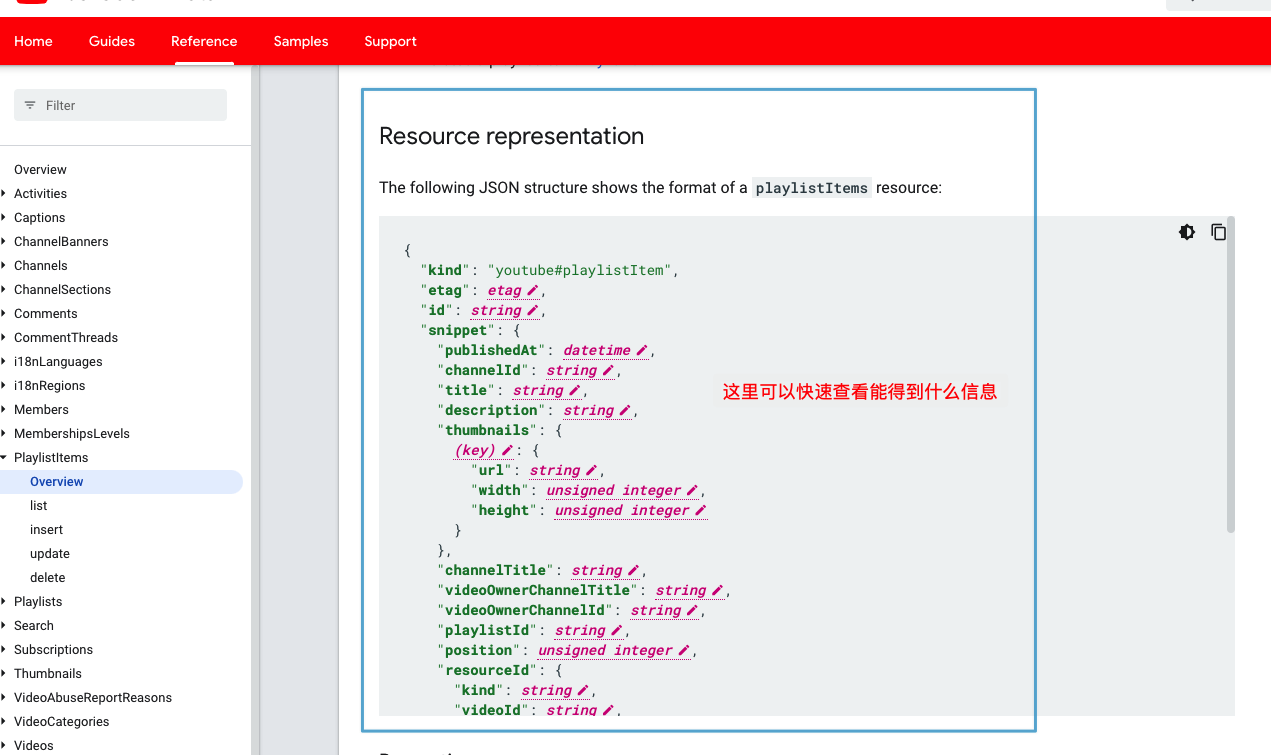 Home Guides Reference Samples Support
Filter
Overview
Activities
Captions
ChannelBanners
Channels
ChannelSections
Comments
CommentThreads
i18nLanguages
i18nRegions
Members
MembershipsLevels
PlaylistItems
Overview
list
insert
update
delete
Playlists
Search
Subscriptions
Thumbnails
VideoAbuseReportReasons
VideoCategories
Videos
Resource representation
The following JSON structure shows the format of a playlistItems resource:
{
"kind": "youtube#playlistItem",
"etag": etag,
"id": string,
"snippet": {
"publishedAt": datetime,
"channelId": string,
"title": string,
"description": string,
"thumbnails": {
(key): {
"url": string,
"width": unsigned integer,
"height": unsigned integer
}
},
"channelTitle": string,
"videoOwnerChannelTitle": string,
"videoOwnerChannelId": string,
"playlistId": string,
"position": unsigned integer,
"resourceId": {
"kind": string,
"videoId": string,
这里可以快速查看能得到什么信息